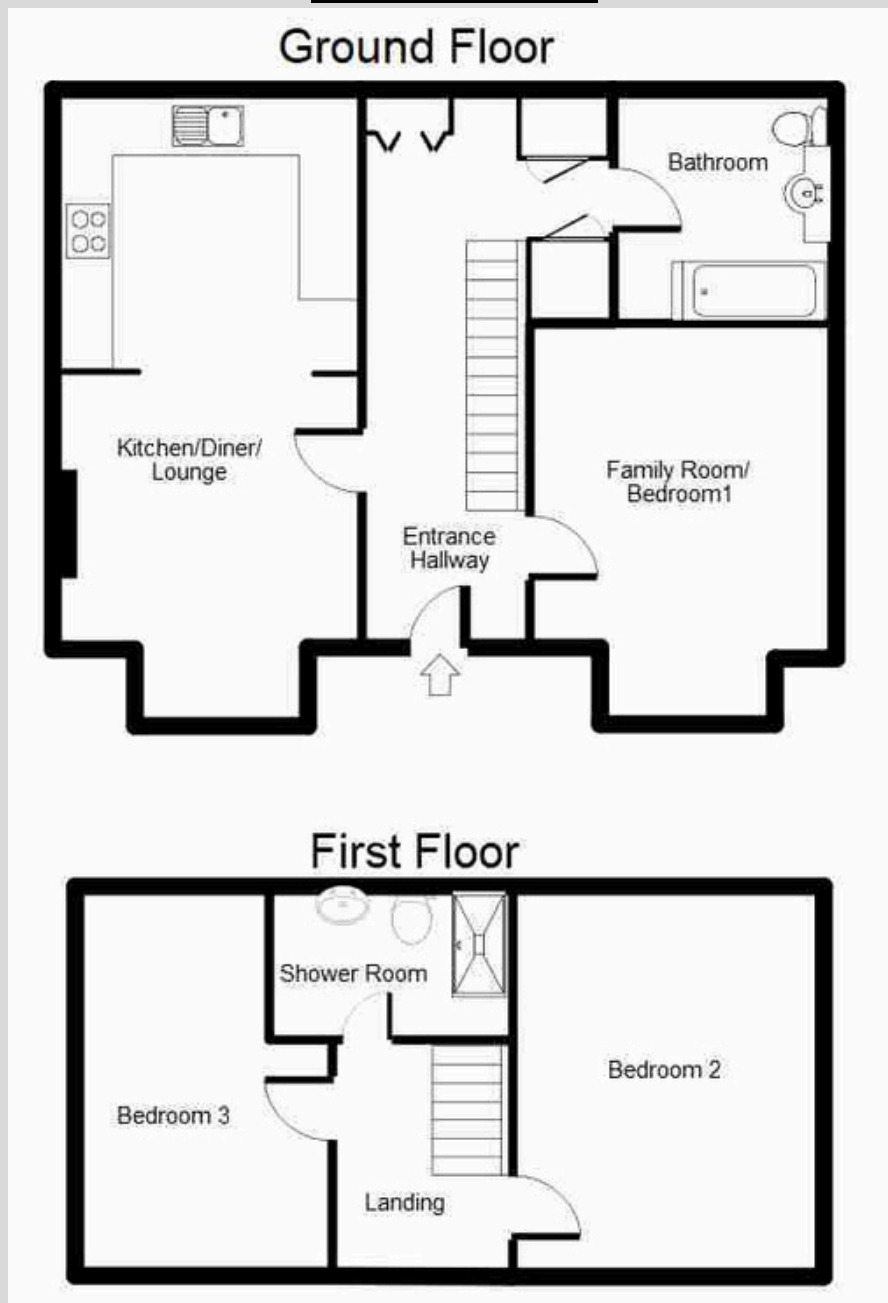 Ground Floor
Bathroom
Kitchen/Diner/
Lounge
Family Room/
Bedroom1
Entrance
Hallway
First Floor
Shower Room
Bedroom 2
Bedroom 3
Landing